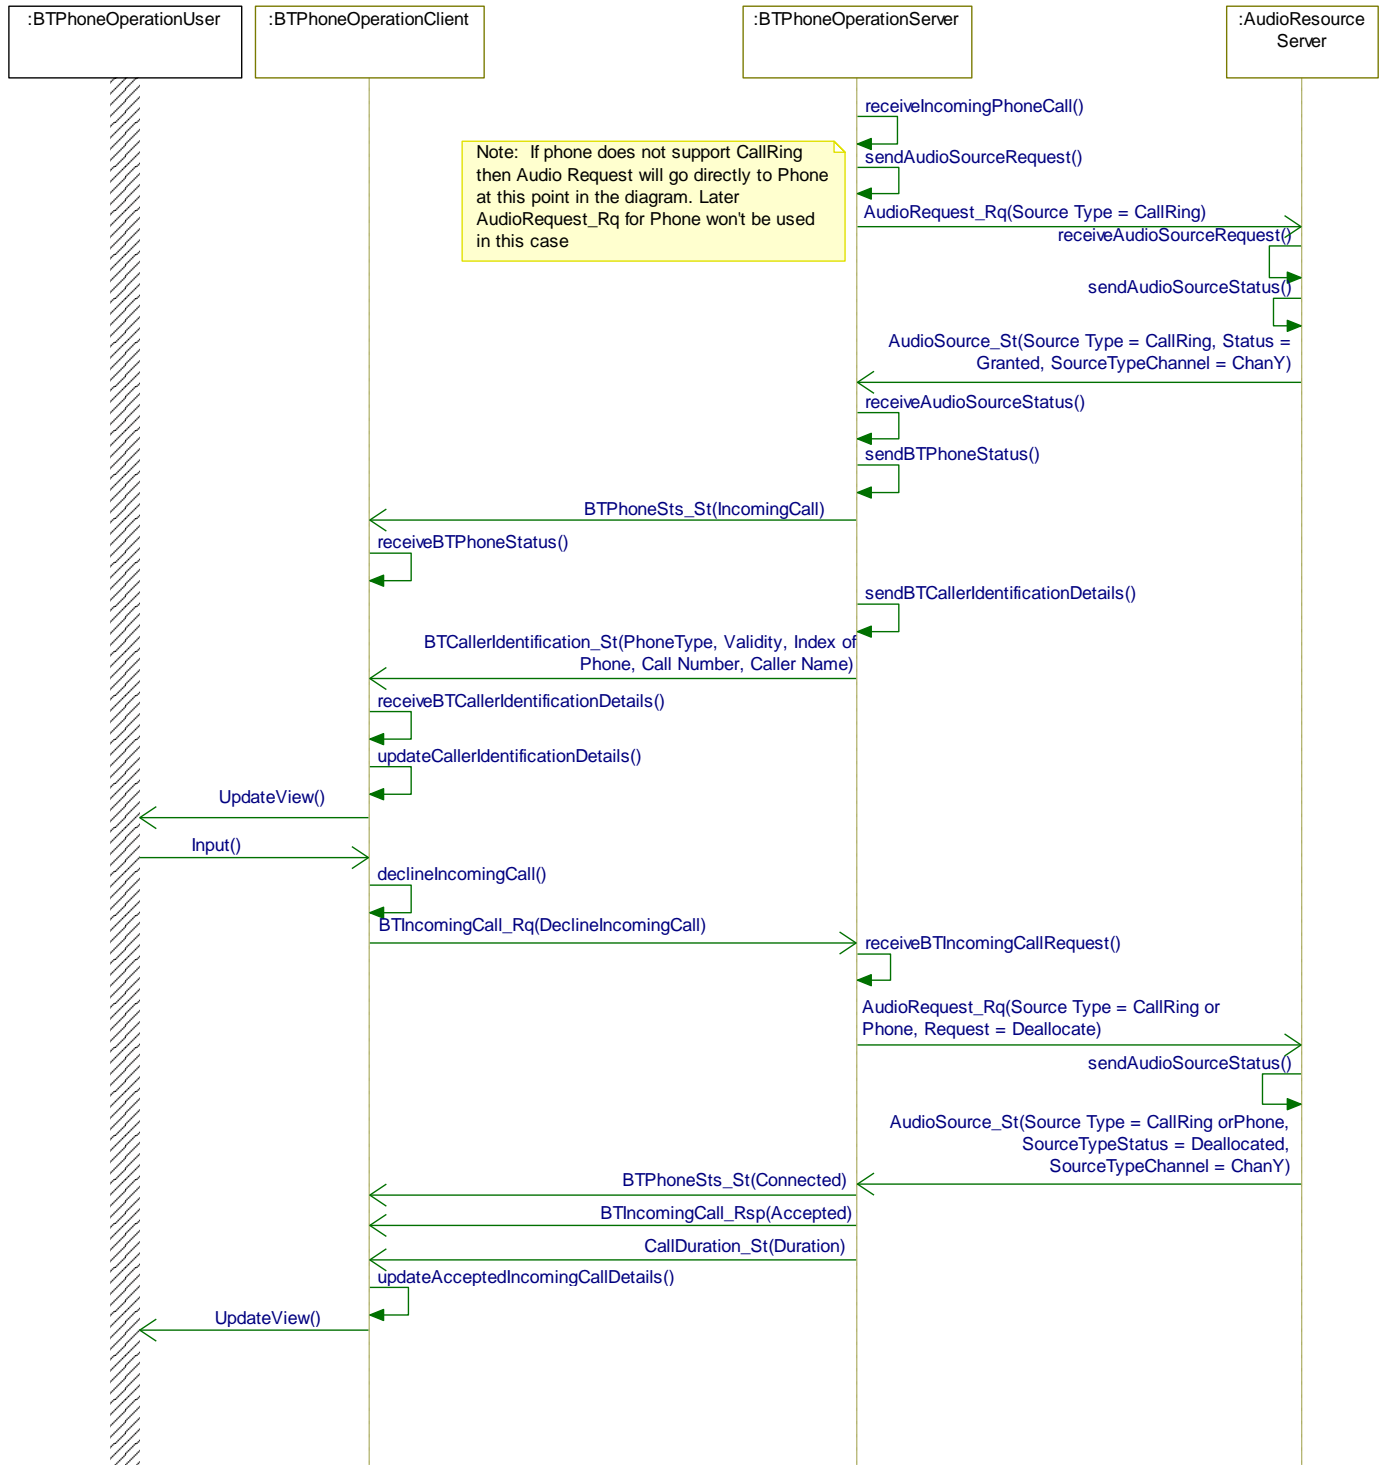 :BTPhoneOperationUser
:BTPhoneOperationClient
:BTPhoneOperationServer
:AudioResource
Server
receiveIncomingPhoneCall()
Note:  If phone does not support CallRing
then Audio Request will go directly to Phone
at this point in the diagram. Later
AudioRequest_Rq for Phone won't be used
in this case
sendAudioSourceRequest()
AudioRequest_Rq(Source Type = CallRing)
receiveAudioSourceRequest()
sendAudioSourceStatus()
AudioSource_St(Source Type = CallRing, Status =
Granted, SourceTypeChannel = ChanY)
receiveAudioSourceStatus()
sendBTPhoneStatus()
BTPhoneSts_St(IncomingCall)
receiveBTPhoneStatus()
sendBTCallerIdentificationDetails()
BTCallerIdentification_St(PhoneType, Validity, Index of
Phone, Call Number, Caller Name)
receiveBTCallerIdentificationDetails()
updateCallerIdentificationDetails()
UpdateView()
Input()
declineIncomingCall()
BTIncomingCall_Rq(DeclineIncomingCall)
receiveBTIncomingCallRequest()
AudioRequest_Rq(Source Type = CallRing or
Phone, Request = Deallocate)
sendAudioSourceStatus()
AudioSource_St(Source Type = CallRing orPhone,
SourceTypeStatus = Deallocated,
SourceTypeChannel = ChanY)
BTPhoneSts_St(Connected)
BTIncomingCall_Rsp(Accepted)
CallDuration_St(Duration)
updateAcceptedIncomingCallDetails()
UpdateView()